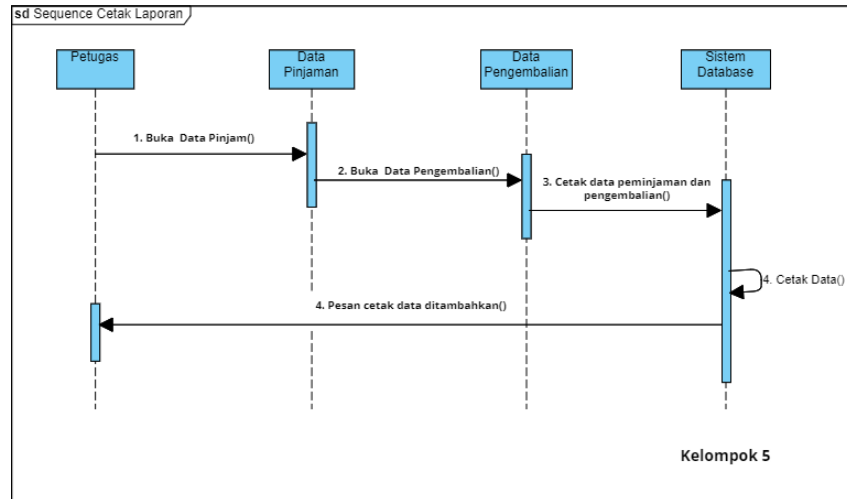 sd Sequence Cetak Laporan
Petugas
Data
Pinjaman
Data
Pengembalian
Sistem
Database
1. Buka Data Pinjam()
2. Buka Data Pengembalian()
3. Cetak data peminjaman dan
pengembalian()
4. Cetak Data()
4. Pesan cetak data ditambahkan()
Kelompok 5